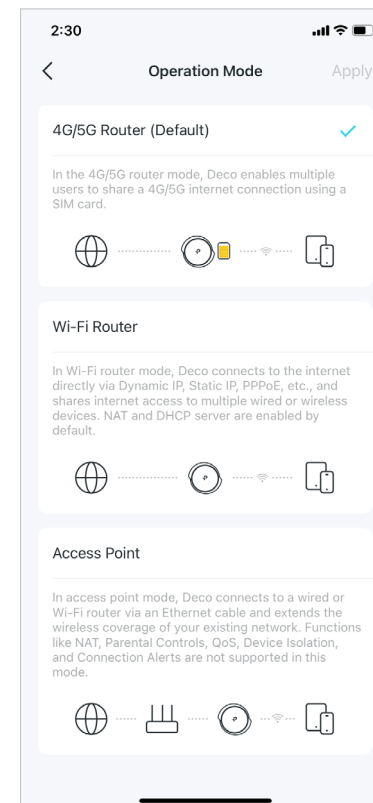 2:30
Operation Mode
Apply
4G/5G Router (Default)
In the 4G/5G router mode, Deco enables multiple
users to share a 4G/5G internet connection using a
SIM card.
Wi-Fi Router
In Wi-Fi router mode, Deco connects to the internet
directly via Dynamic IP, Static IP, PPPoE, etc., and
shares internet access to multiple wired or wireless
devices. NAT and DHCP server are enabled by
default.
Access Point
In access point mode, Deco connects to a wired or
Wi-Fi router via an Ethernet cable and extends the
wireless coverage of your existing network. Functions
like NAT, Parental Controls, QoS, Device Isolation,
and Connection Alerts are not supported in this
mode.